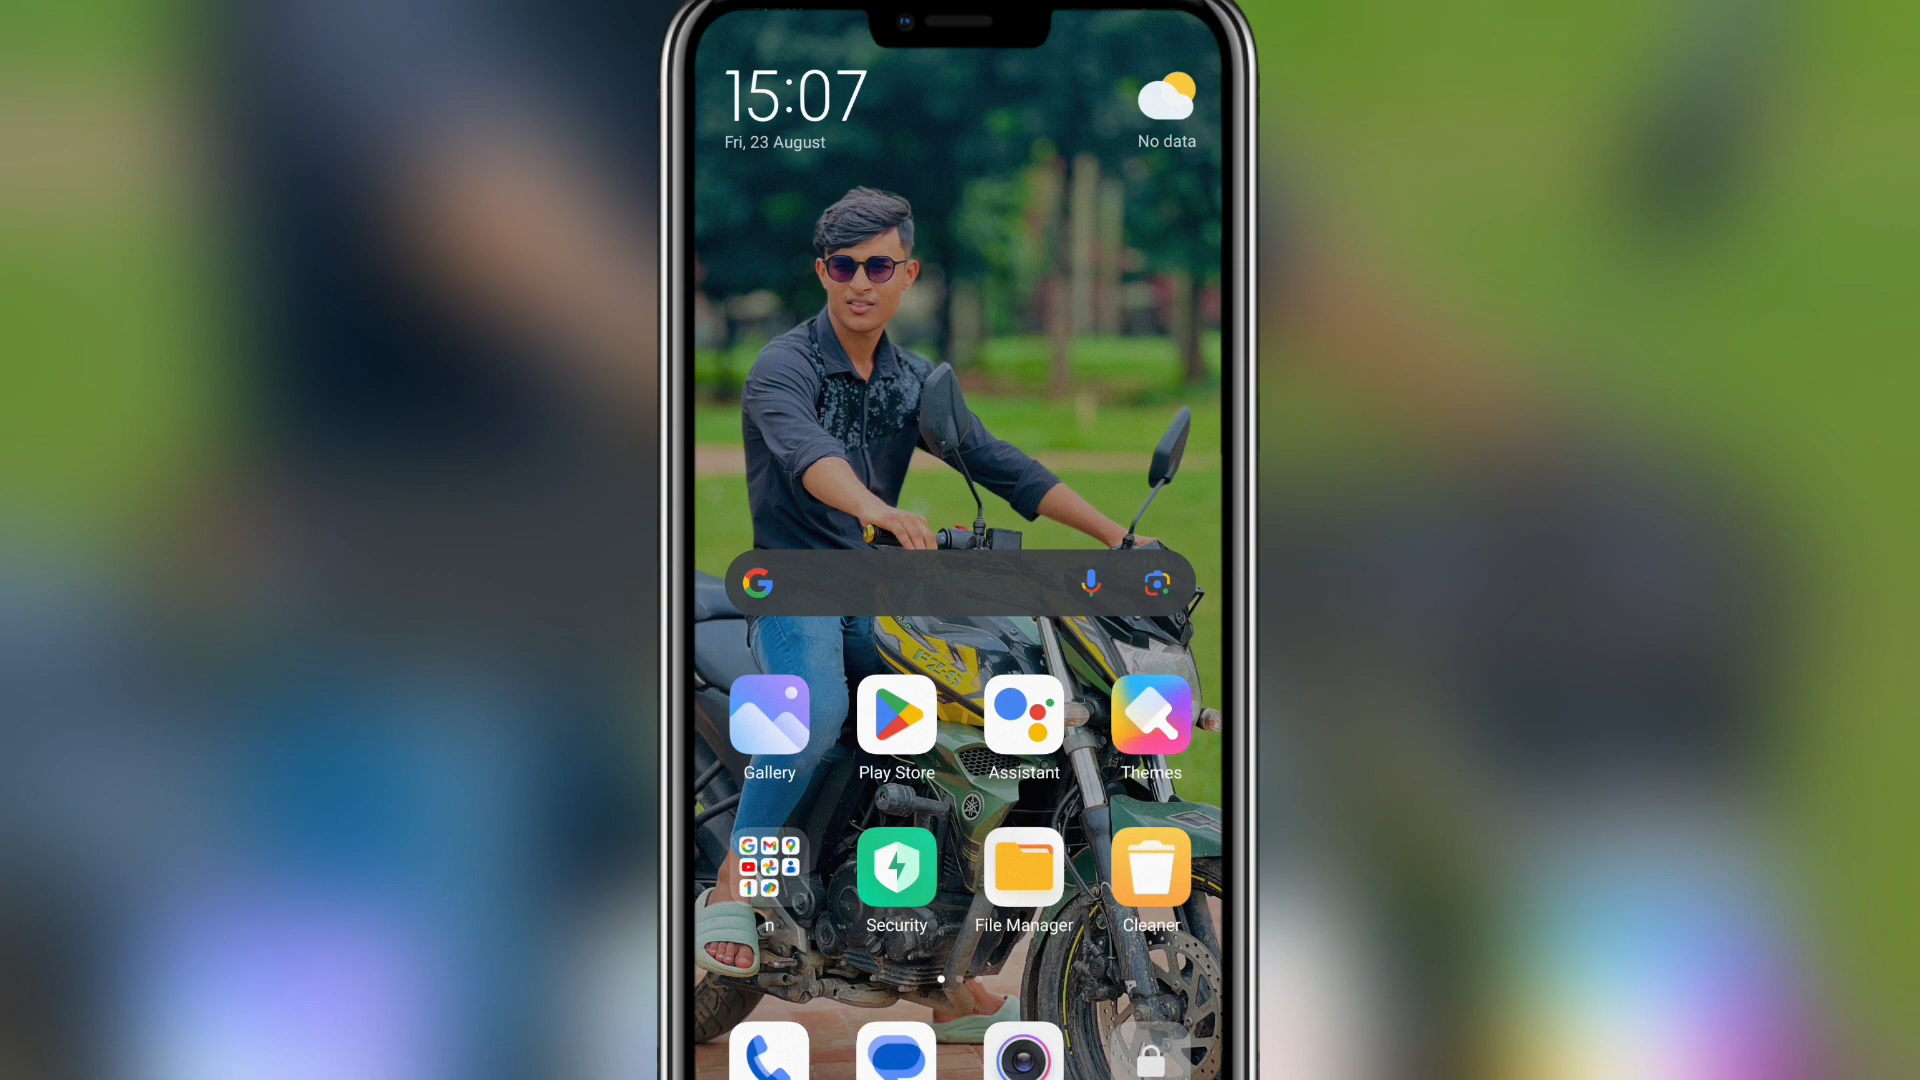 15:07
Fri, 23 August
No data
Gallery
Play Store
Assistant
Themes
n
Security
File Manager
Cleaner